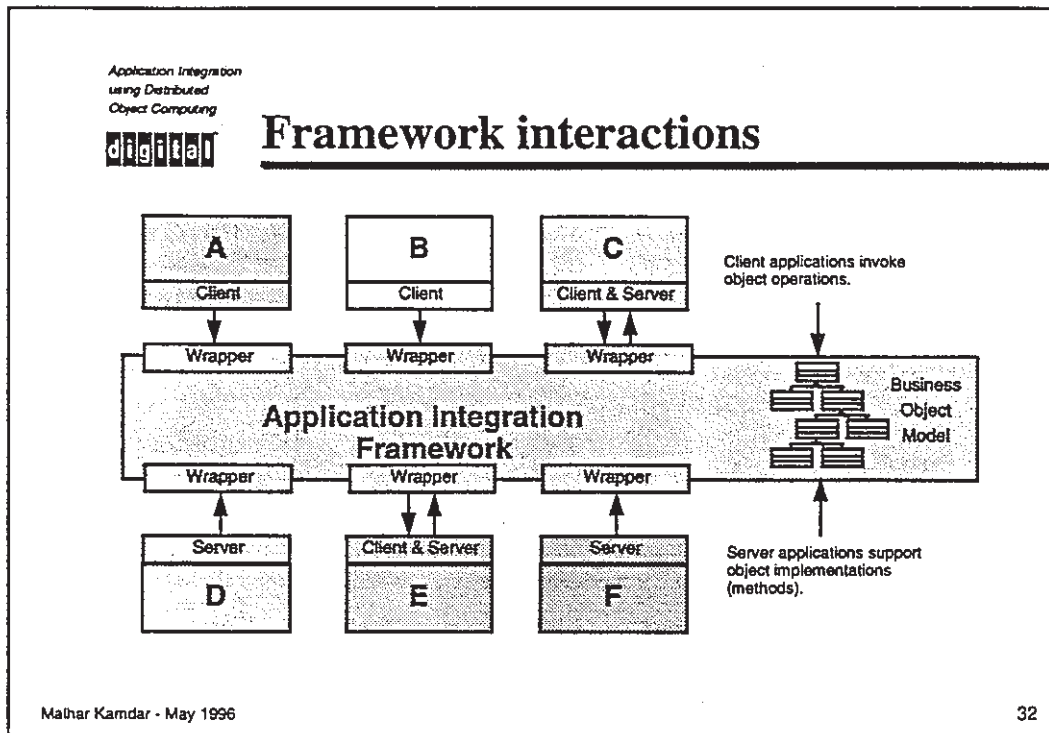 Application Integration
using Distributed
Object Computing
digital
Framework interactions
A
Client
B
Client
C
Client & Server
Client applications invoke
object operations.
Wrapper
Wrapper
Wrapper
Application Integration
Framework
Business
Object
Model
Wrapper
Wrapper
Wrapper
Server
D
Client & Server
E
Server
F
Server applications support
object implementations
(methods).
Malhar Kamdar - May 1996
32